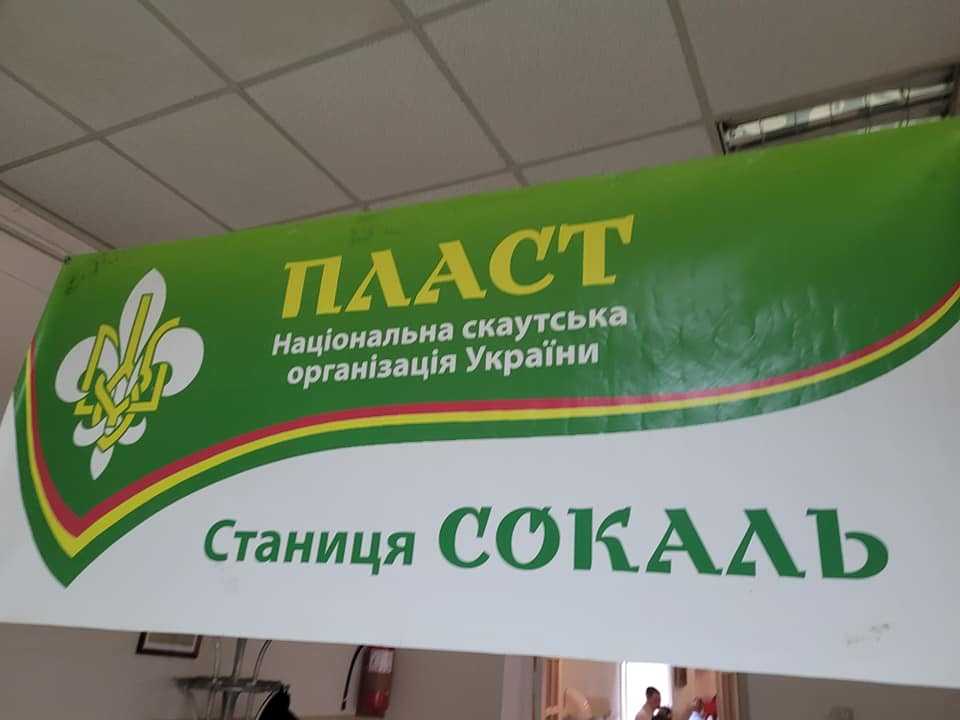 ПЛАСТ
Національна скаутська
організація України
Станиця СОКАЛЬ